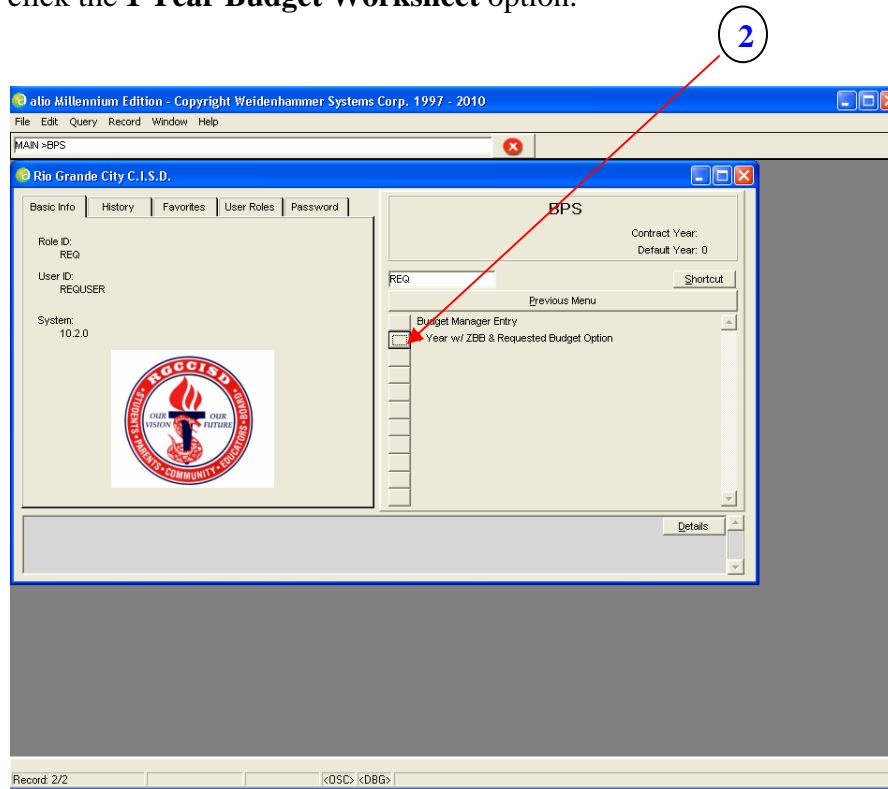 click the 1 Year Budget Worksheet option.
2
alio Millennium Edition - Copyright Weidenhammer Systems Corp. 1997 - 2010
File Edit Query Record Window Help
MAIN >BPS
Rio Grande City C.I.S.D.
Basic Info History Favorites User Roles Password
BPS
Contract Year:
Default Year: 0
Role ID:
REQ
User ID:
REQUSER
System:
10.2.0
REQ Shortcut
Previous Menu
Budget Manager Entry
Year w/ ZBB & Requested Budget Option
RGCCISD
STUDENTS·PARENTS·COMMUNITY·EDUCATORS·BOARD
OUR VISION OUR FUTURE
Details
Record: 2/2 <OSC> <DBG>